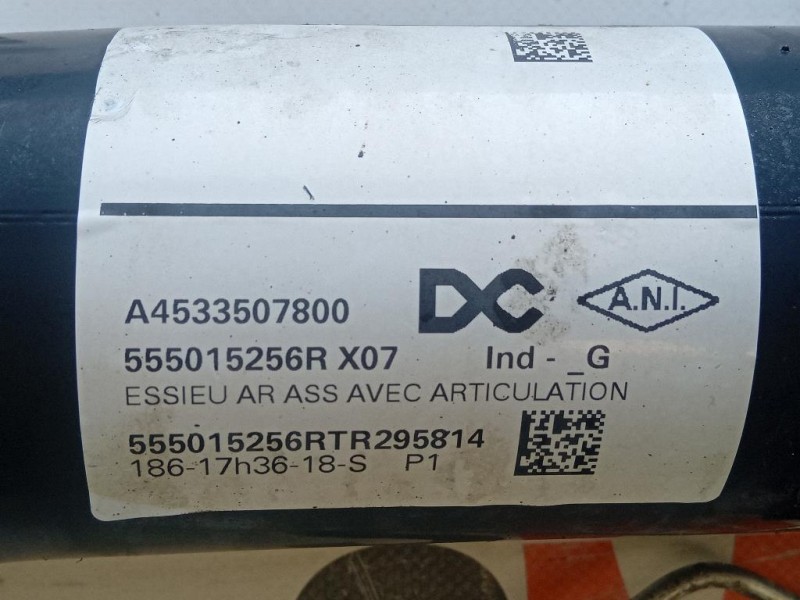 DC A.N.I.
A4533507800
555015256R X07 Ind - _G
ESSIEU AR ASS AVEC ARTICULATION
555015256RTR295814
186-17h36-18-S P1